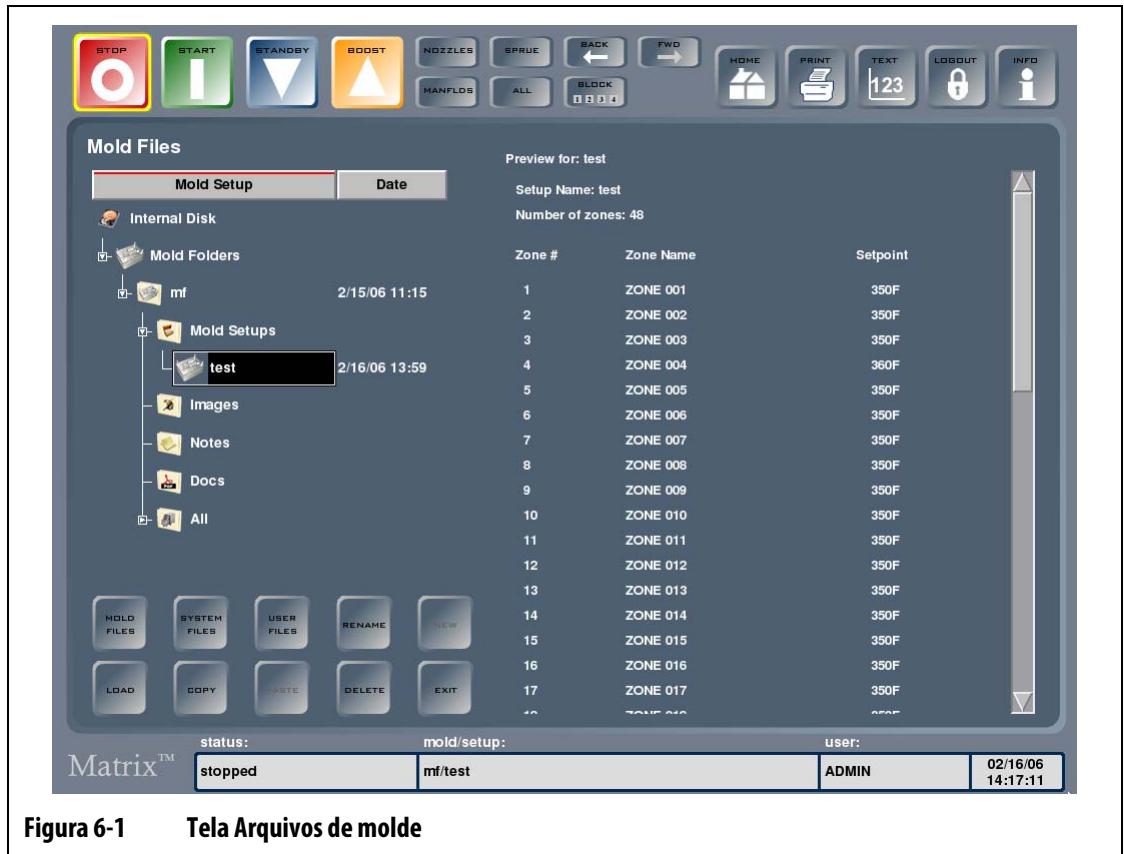 STOP START STANDBY BOOST NOZZLES SPRUE BACK FWD
MANFLDS ALL BLOCK
1 2 3 4
HOME PRINT TEXT LOGOUT INFO
123
Mold Files
Mold Setup Date
Internal Disk
Mold Folders
mf 2/15/06 11:15
Mold Setups
test 2/16/06 13:59
Images
Notes
Docs
All
MOLD FILES SYSTEM FILES USER FILES RENAME NEW
LOAD COPY PASTE DELETE EXIT
Preview for: test
Setup Name: test
Number of zones: 48
Zone # Zone Name Setpoint
1 ZONE 001 350F
2 ZONE 002 350F
3 ZONE 003 350F
4 ZONE 004 360F
5 ZONE 005 350F
6 ZONE 006 350F
7 ZONE 007 350F
8 ZONE 008 350F
9 ZONE 009 350F
10 ZONE 010 350F
11 ZONE 011 350F
12 ZONE 012 350F
13 ZONE 013 350F
14 ZONE 014 350F
15 ZONE 015 350F
16 ZONE 016 350F
17 ZONE 017 350F
status: mold/setup: user:
Matrix™ stopped mf/test ADMIN 02/16/06
14:17:11
Figura 6-1 Tela Arquivos de molde